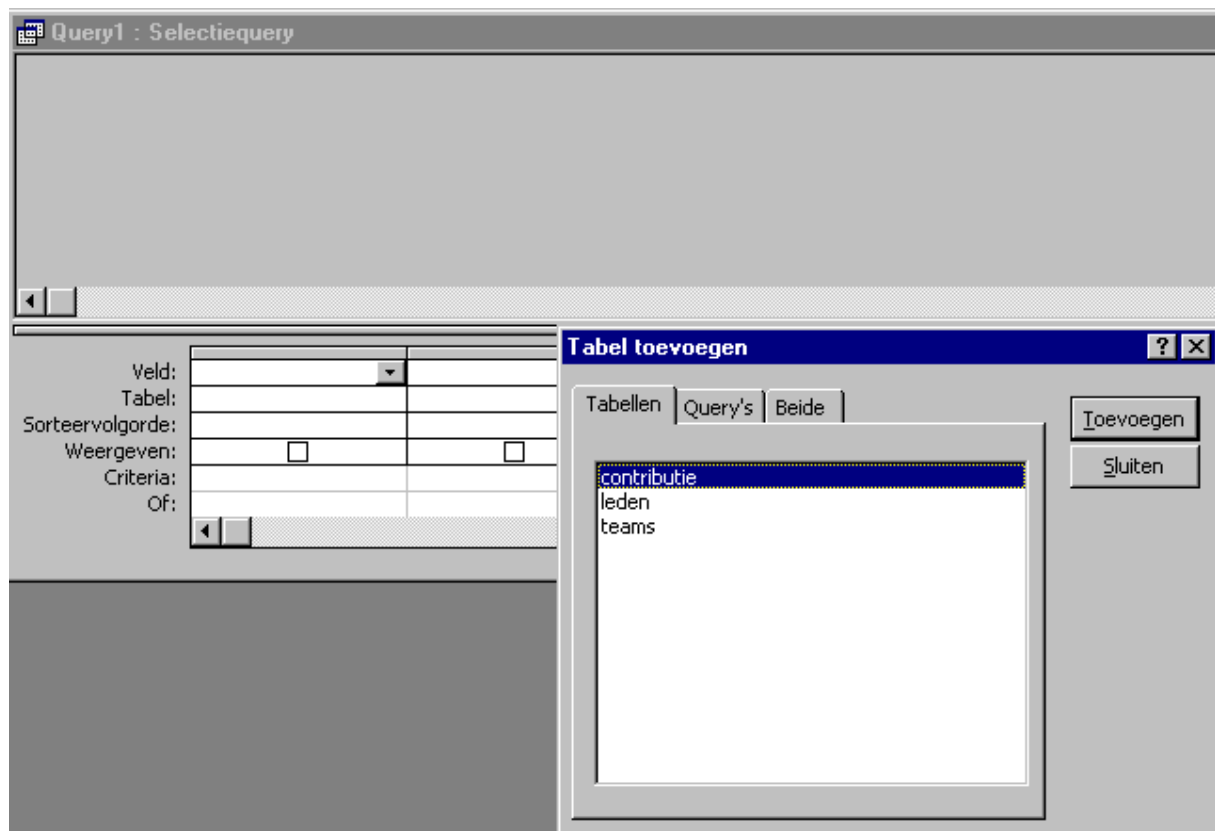 Query1 : Selectiequery
Veld:
Tabel:
Sorteervolgorde:
Weergeven:
Criteria:
Of:
Tabel toevoegen
Tabellen Query's Beide
Toevoegen
Sluiten
contributie
leden
teams